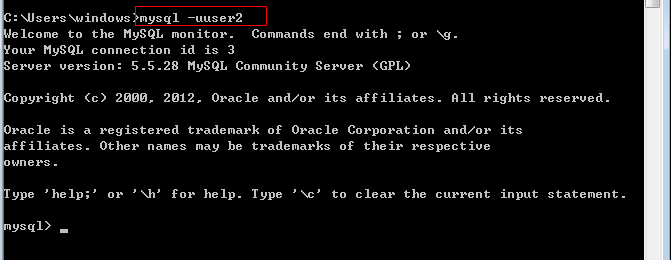 C:\Users\windows>mysql -uuser2
Welcome to the MySQL monitor.  Commands end with ; or \g.
Your MySQL connection id is 3
Server version: 5.5.28 MySQL Community Server (GPL)
Copyright (c) 2000, 2012, Oracle and/or its affiliates. All rights reserved.
Oracle is a registered trademark of Oracle Corporation and/or its
affiliates. Other names may be trademarks of their respective
owners.
Type 'help;' or '\h' for help. Type '\c' to clear the current input statement.
mysql> _